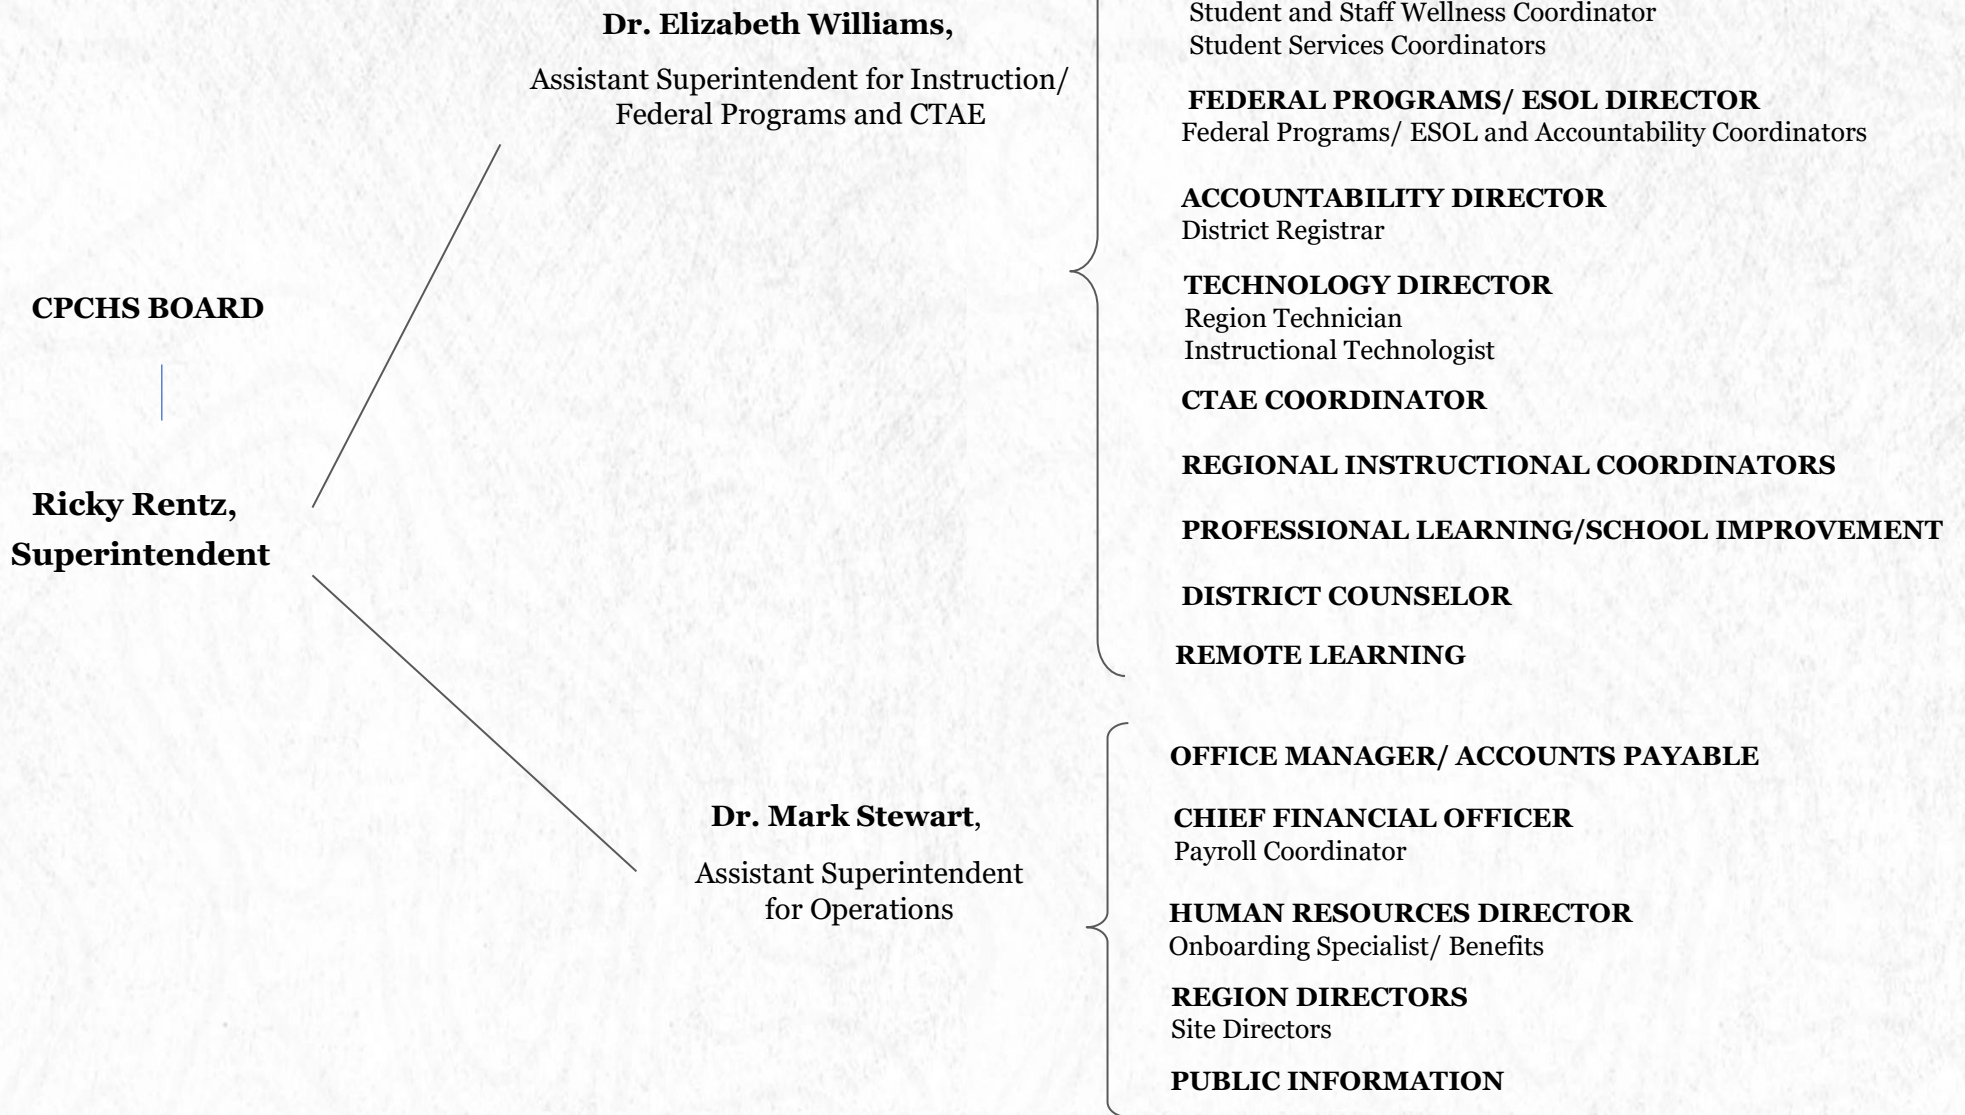 CPCHS BOARD
Ricky Rentz,
Superintendent
Dr. Elizabeth Williams,
Assistant Superintendent for Instruction/
Federal Programs and CTAE
Student and Staff Wellness Coordinator
Student Services Coordinators
FEDERAL PROGRAMS/ ESOL DIRECTOR
Federal Programs/ ESOL and Accountability Coordinators
ACCOUNTABILITY DIRECTOR
District Registrar
TECHNOLOGY DIRECTOR
Region Technician
Instructional Technologist
CTAE COORDINATOR
REGIONAL INSTRUCTIONAL COORDINATORS
PROFESSIONAL LEARNING/SCHOOL IMPROVEMENT
DISTRICT COUNSELOR
REMOTE LEARNING
Dr. Mark Stewart,
Assistant Superintendent
for Operations
OFFICE MANAGER/ ACCOUNTS PAYABLE
CHIEF FINANCIAL OFFICER
Payroll Coordinator
HUMAN RESOURCES DIRECTOR
Onboarding Specialist/ Benefits
REGION DIRECTORS
Site Directors
PUBLIC INFORMATION